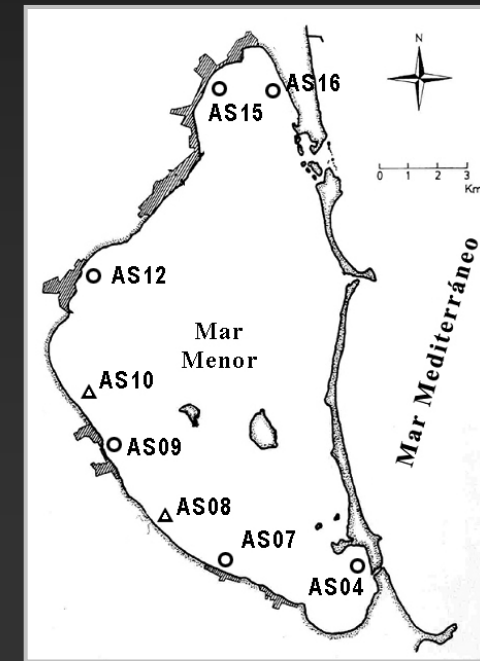 N
AS16
AS15
0 1 2 3
Km
AS12
Mar
Menor
Mar Mediterráneo
AS10
AS09
AS08
AS07
AS04